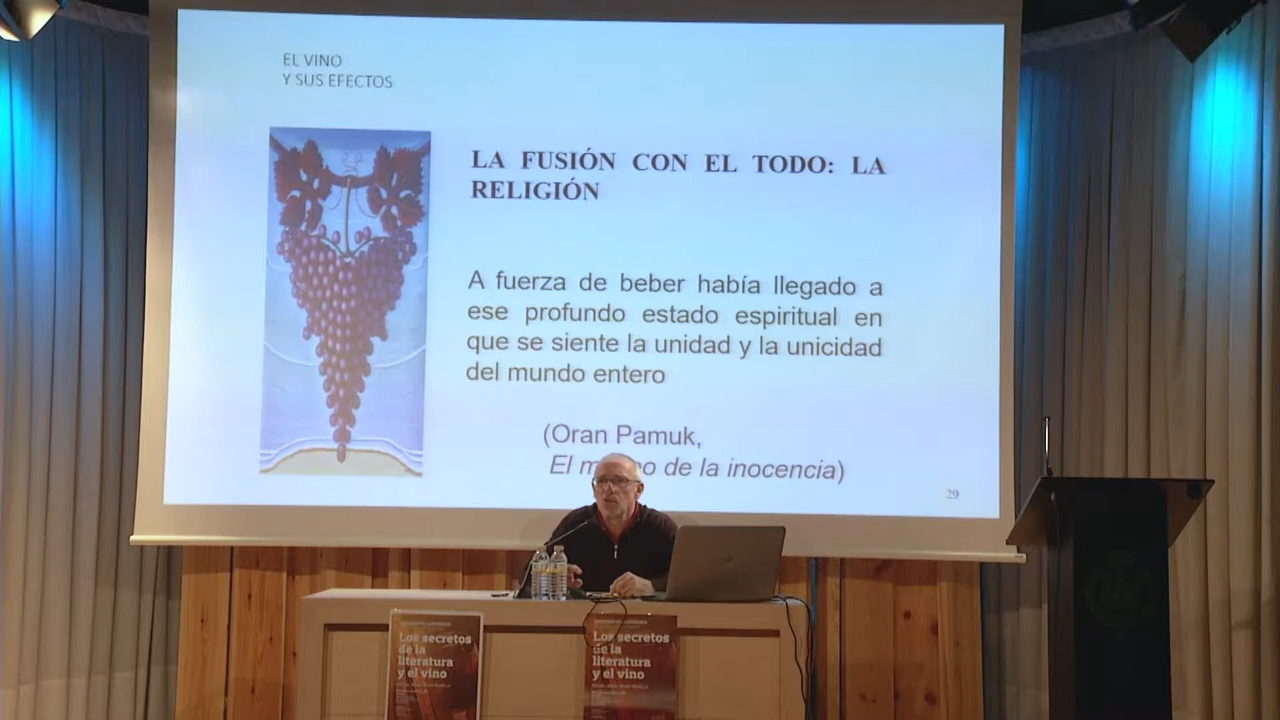 EL VINO
Y SUS EFECTOS
LA FUSIÓN CON EL TODO: LA
RELIGIÓN
A fuerza de beber había llegado a
ese profundo estado espiritual en
que se siente la unidad y la unicidad
del mundo entero
(Oran Pamuk,
El de la inocencia)
29
Los secretos
de la
literatura
y el vino
Los secretos
de la
literatura
y el vino